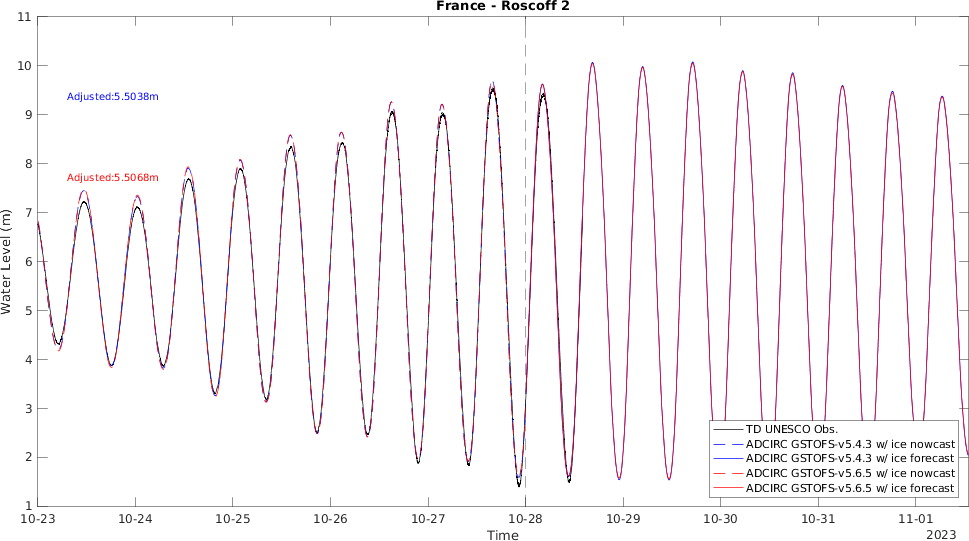 France - Roscoff 2
11
10
9
8
7
6
5
4
3
2
1
Water Level (m)
Adjusted:5.5038m
Adjusted:5.5068m
TD UNESCO Obs.
ADCIRC GSTOFS-v5.4.3 w/ ice nowcast
ADCIRC GSTOFS-v5.4.3 w/ ice forecast
ADCIRC GSTOFS-v5.6.5 w/ ice nowcast
ADCIRC GSTOFS-v5.6.5 w/ ice forecast
10-23 10-24 10-25 10-26 10-27 10-28 10-29 10-30 10-31 11-01
Time
2023